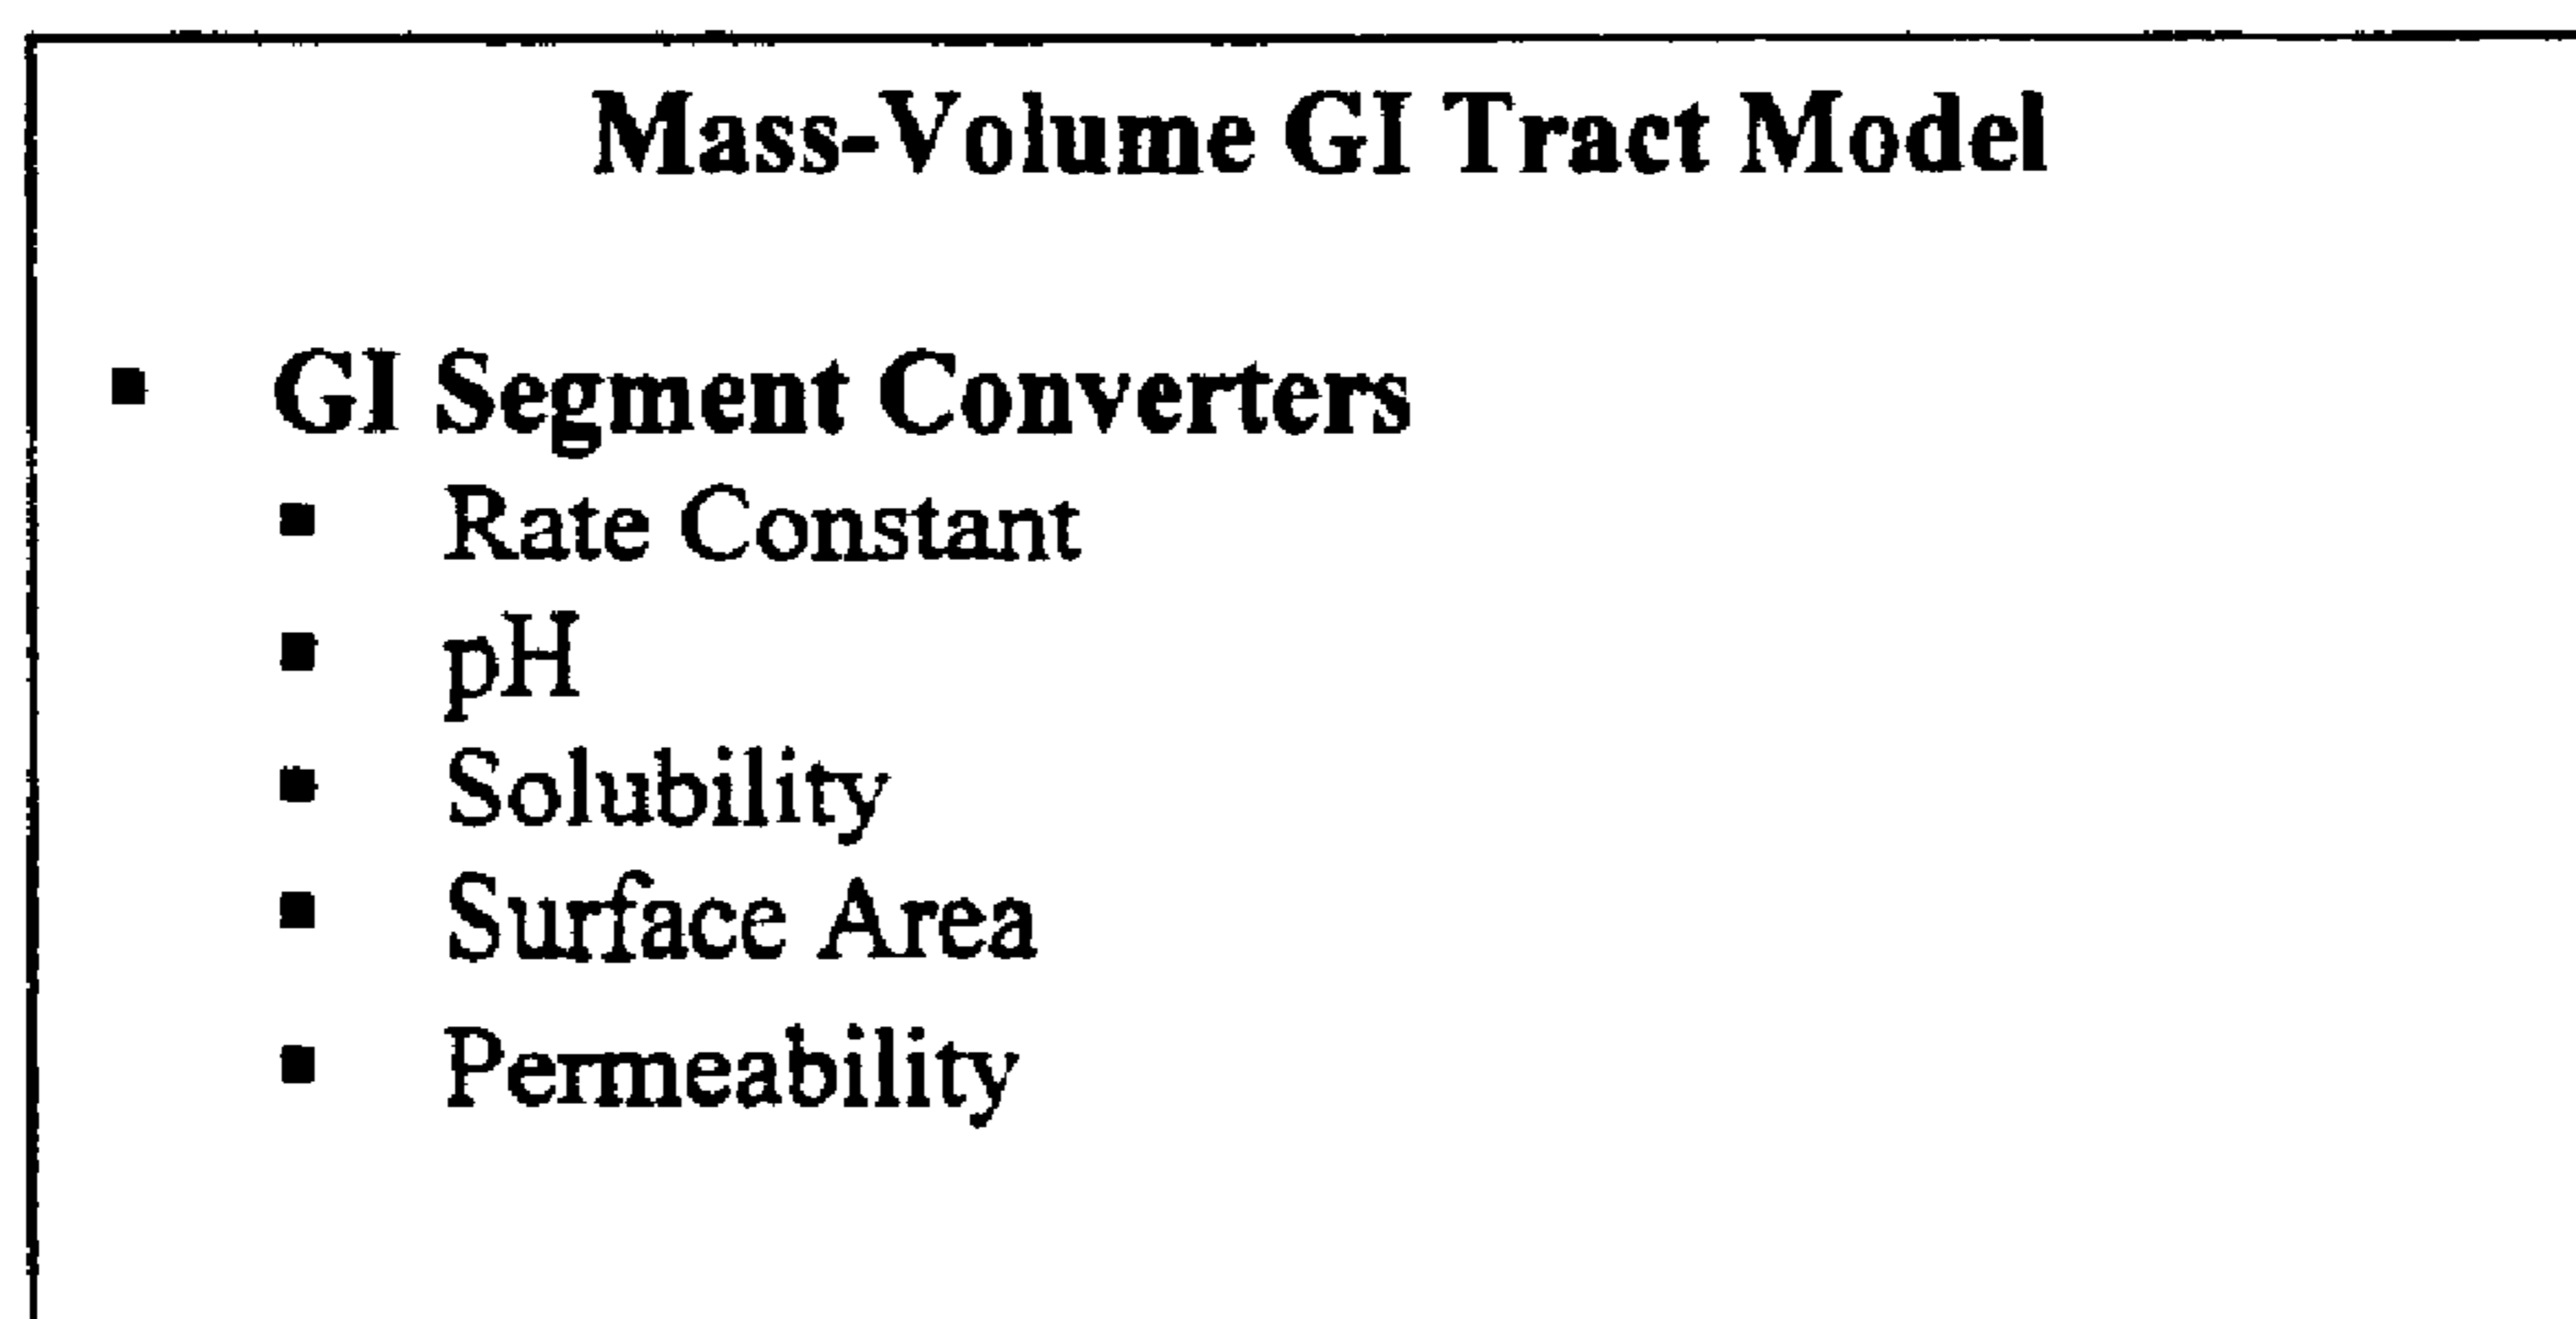 Mass-Volume GI Tract Model
▪ GI Segment Converters
▪ Rate Constant
▪ pH
▪ Solubility
▪ Surface Area
▪ Permeability